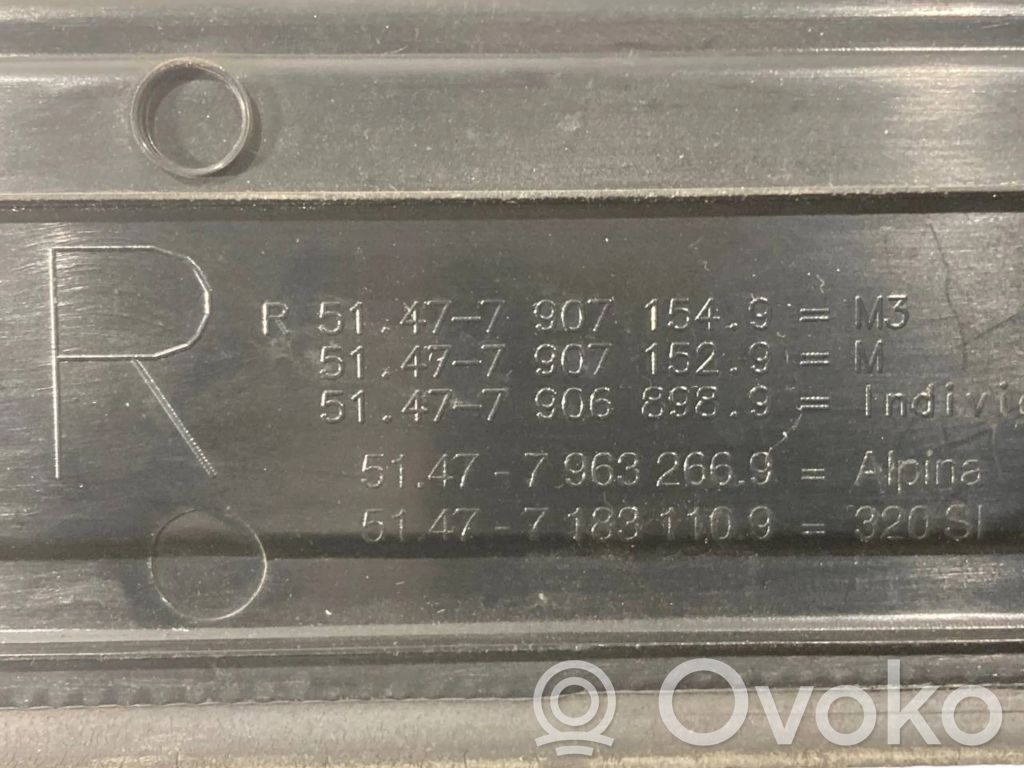 R
R 51.47-7 907 154.9 = M3
51.47-7 907 152.9 = M
51.47-7 906 898.9 =
51.47-7 963 266.9 = Alpina
51.47-7 183 110.9 = 320 SI
Ovoko